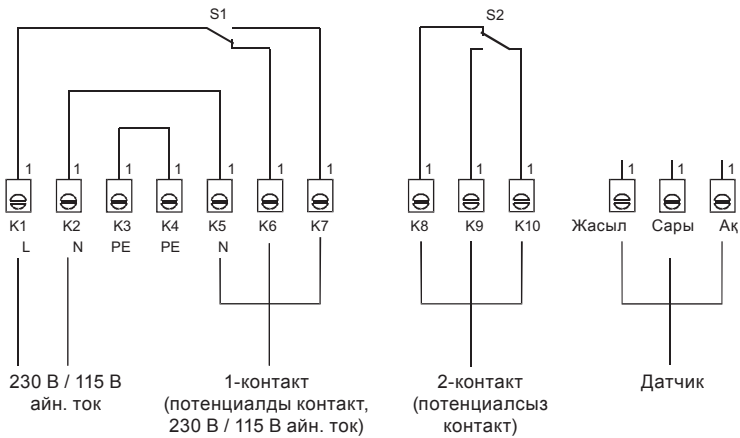 S1
S2
1 1 1 1 1 1 1 1 1 1 1 1 1
K1 K2 K3 K4 K5 K6 K7 K8 K9 K10 Жасыл Сары Ақ
L N PE PE N
230 В / 115 В
айн. ток
1-контакт
(потенциалды контакт,
230 В / 115 В айн. ток)
2-контакт
(потенциалсыз
контакт)
Датчик